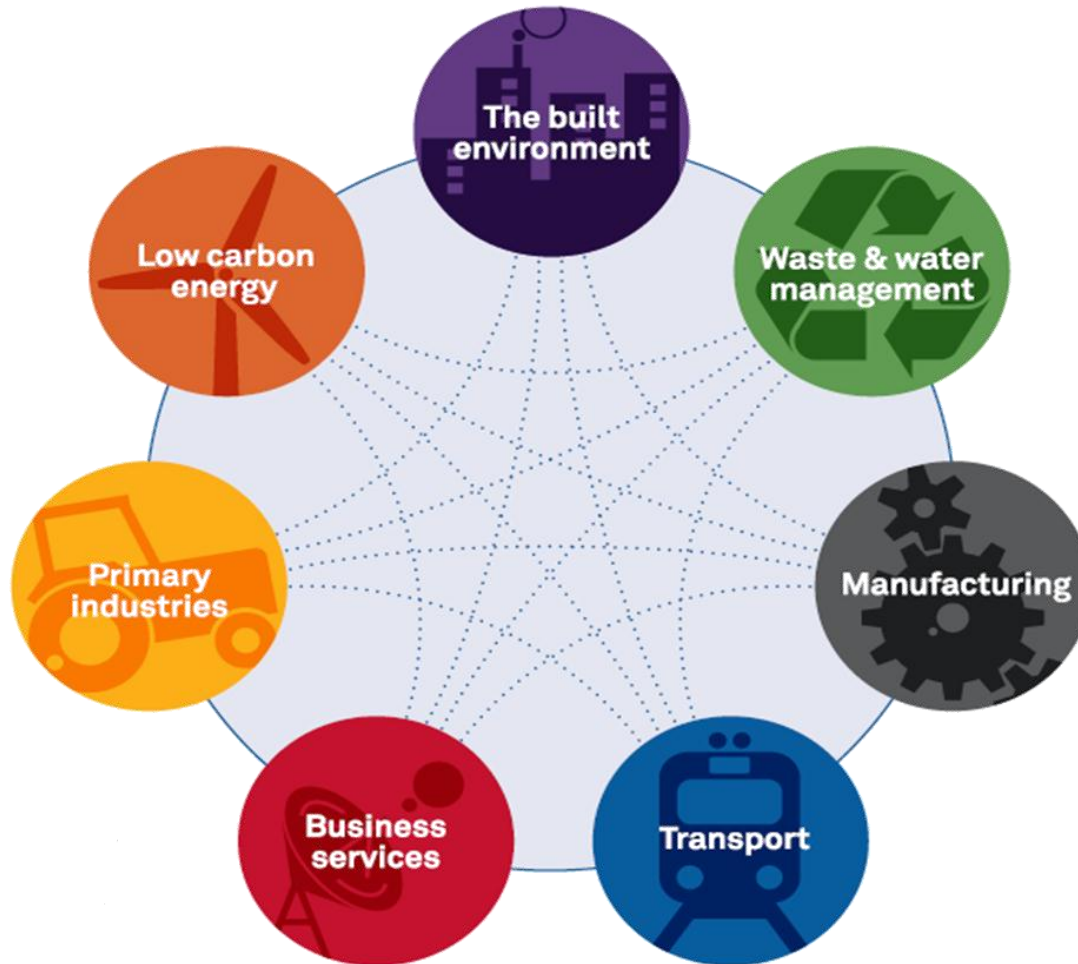 The built
environment
Low carbon
energy
Waste & water
management
Primary
industries
Manufacturing
Business
services
Transport